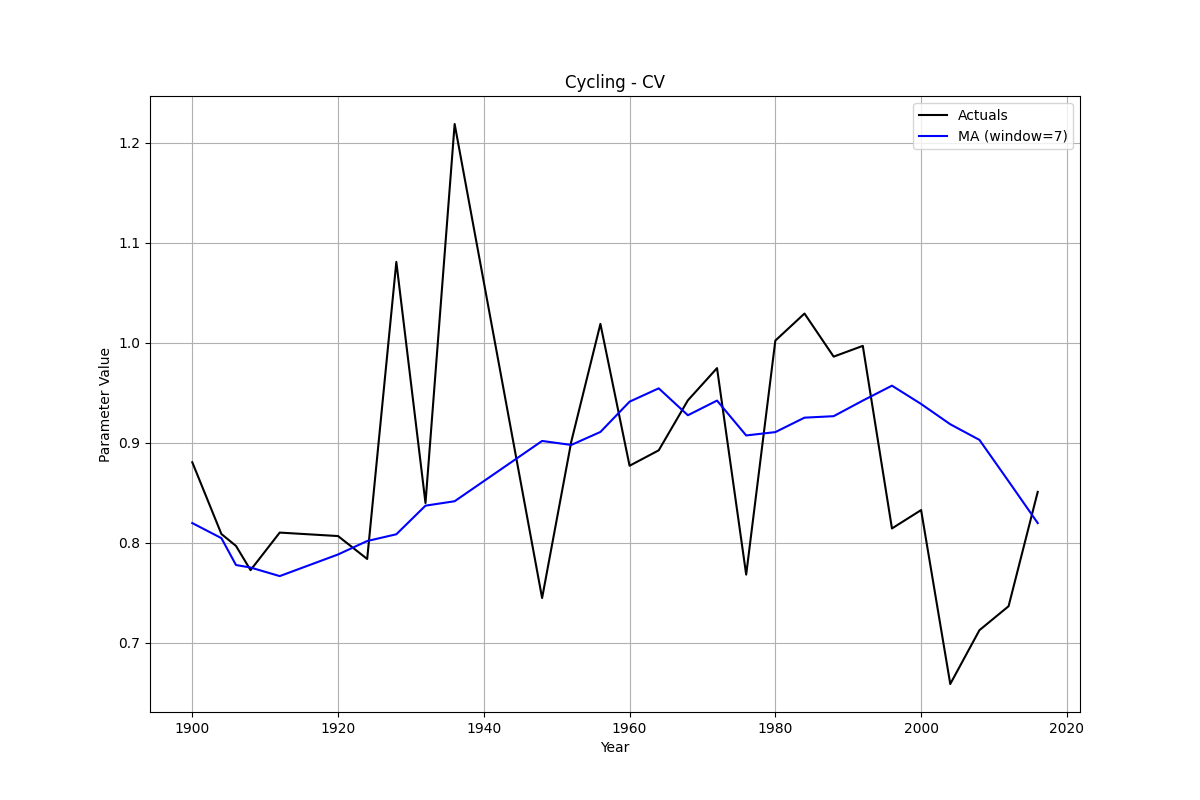 Cycling - CV
Actuals
MA (window=7)
1.2
1.1
1.0
0.9
0.8
0.7
Parameter Value
1900 1920 1940 1960 1980 2000 2020
Year